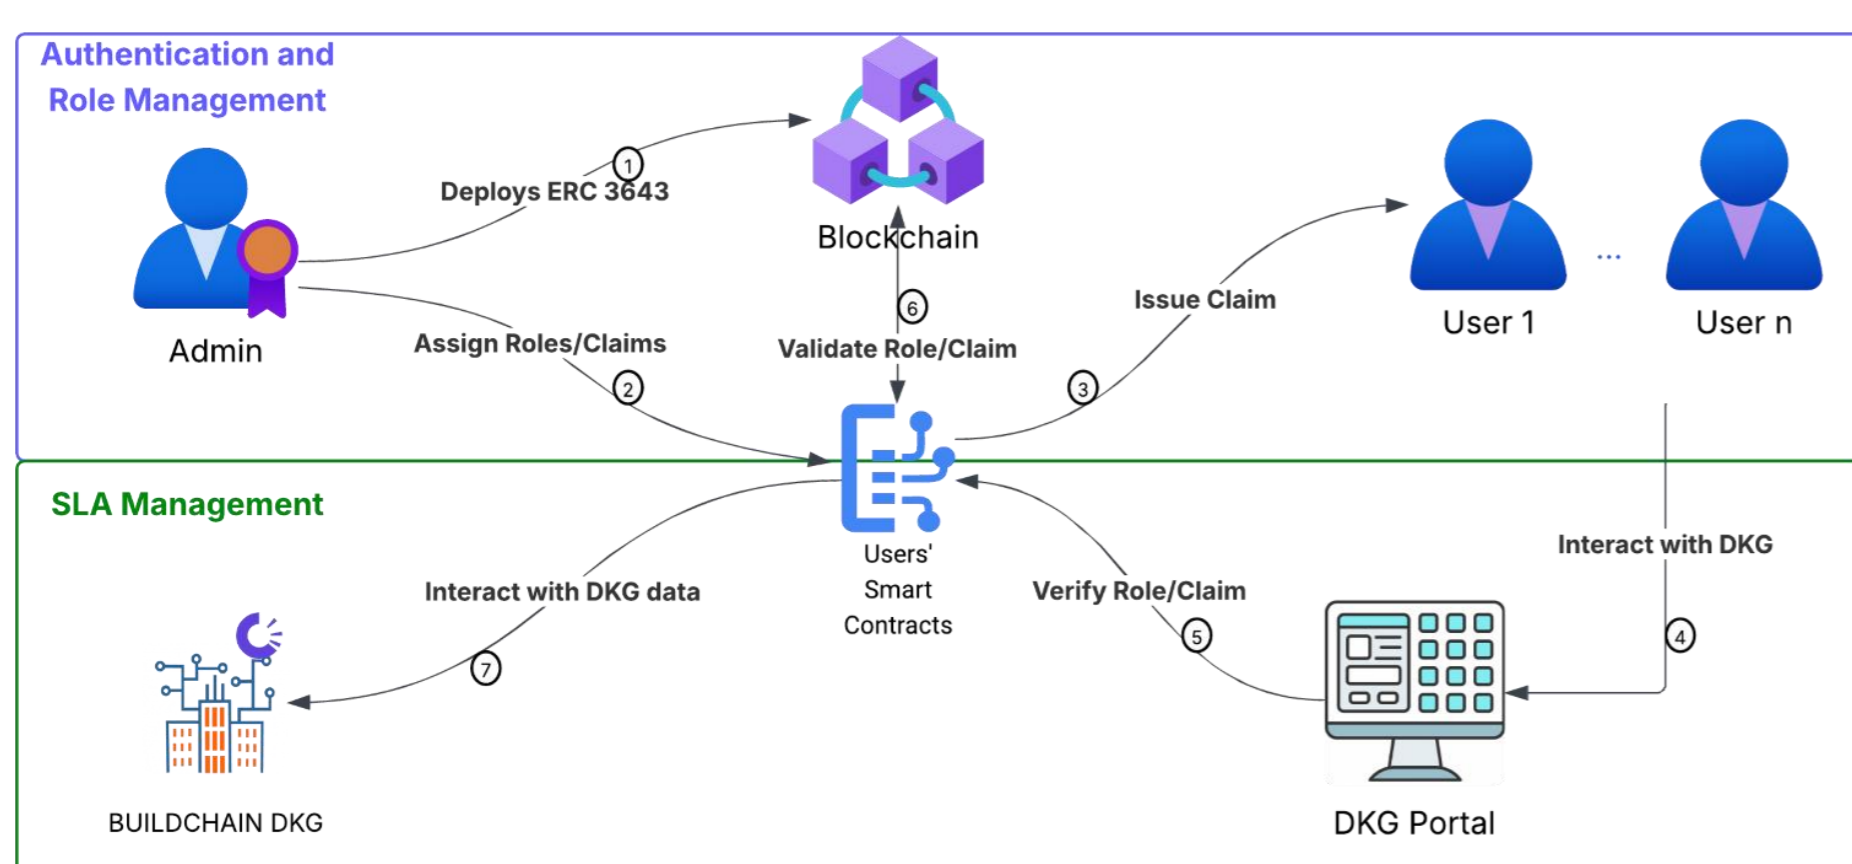 Authentication and
Role Management
1
Deploys ERC 3643
Blockchain
Admin
Assign Roles/Claims
2
6
Validate Role/Claim
Issue Claim
3
User 1
...
User n
SLA Management
Users'
Smart
Contracts
Interact with DKG data
7
Verify Role/Claim
5
Interact with DKG
4
BUILDCHAIN DKG
DKG Portal